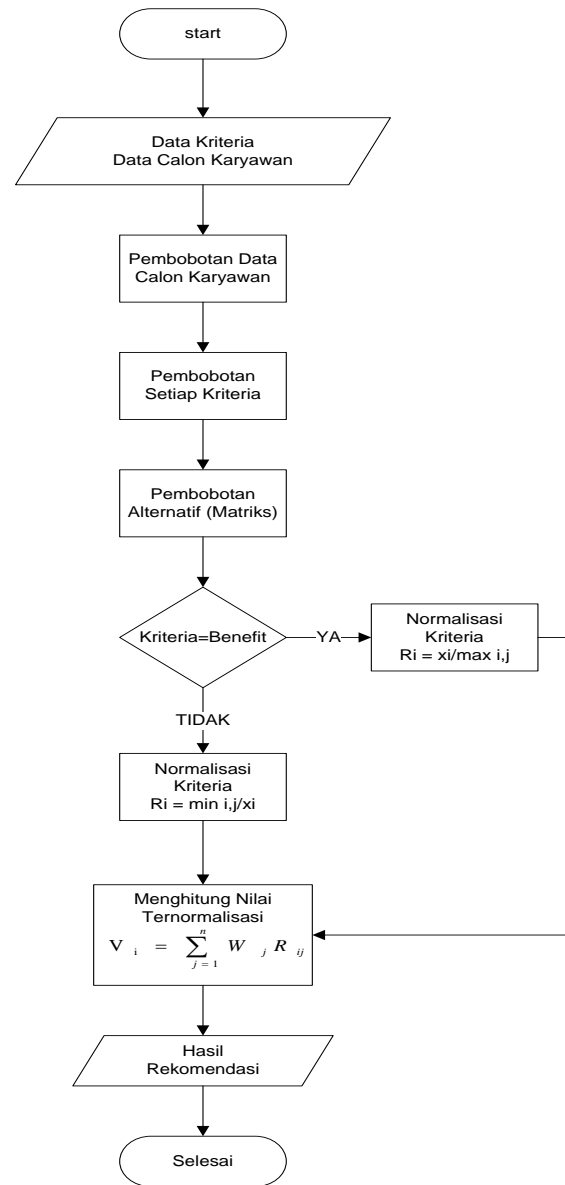 start
Data Kriteria
Data Calon Karyawan
Pembobotan Data
Calon Karyawan
Pembobotan
Setiap Kriteria
Pembobotan
Alternatif (Matriks)
Kriteria=Benefit
YA
Normalisasi
Kriteria
Ri = xi/max i,j
TIDAK
Normalisasi
Kriteria
Ri = min i,j/xi
Menghitung Nilai
Ternormalisasi
V i = ∑ j = 1 n W j R ij
Hasil
Rekomendasi
Selesai